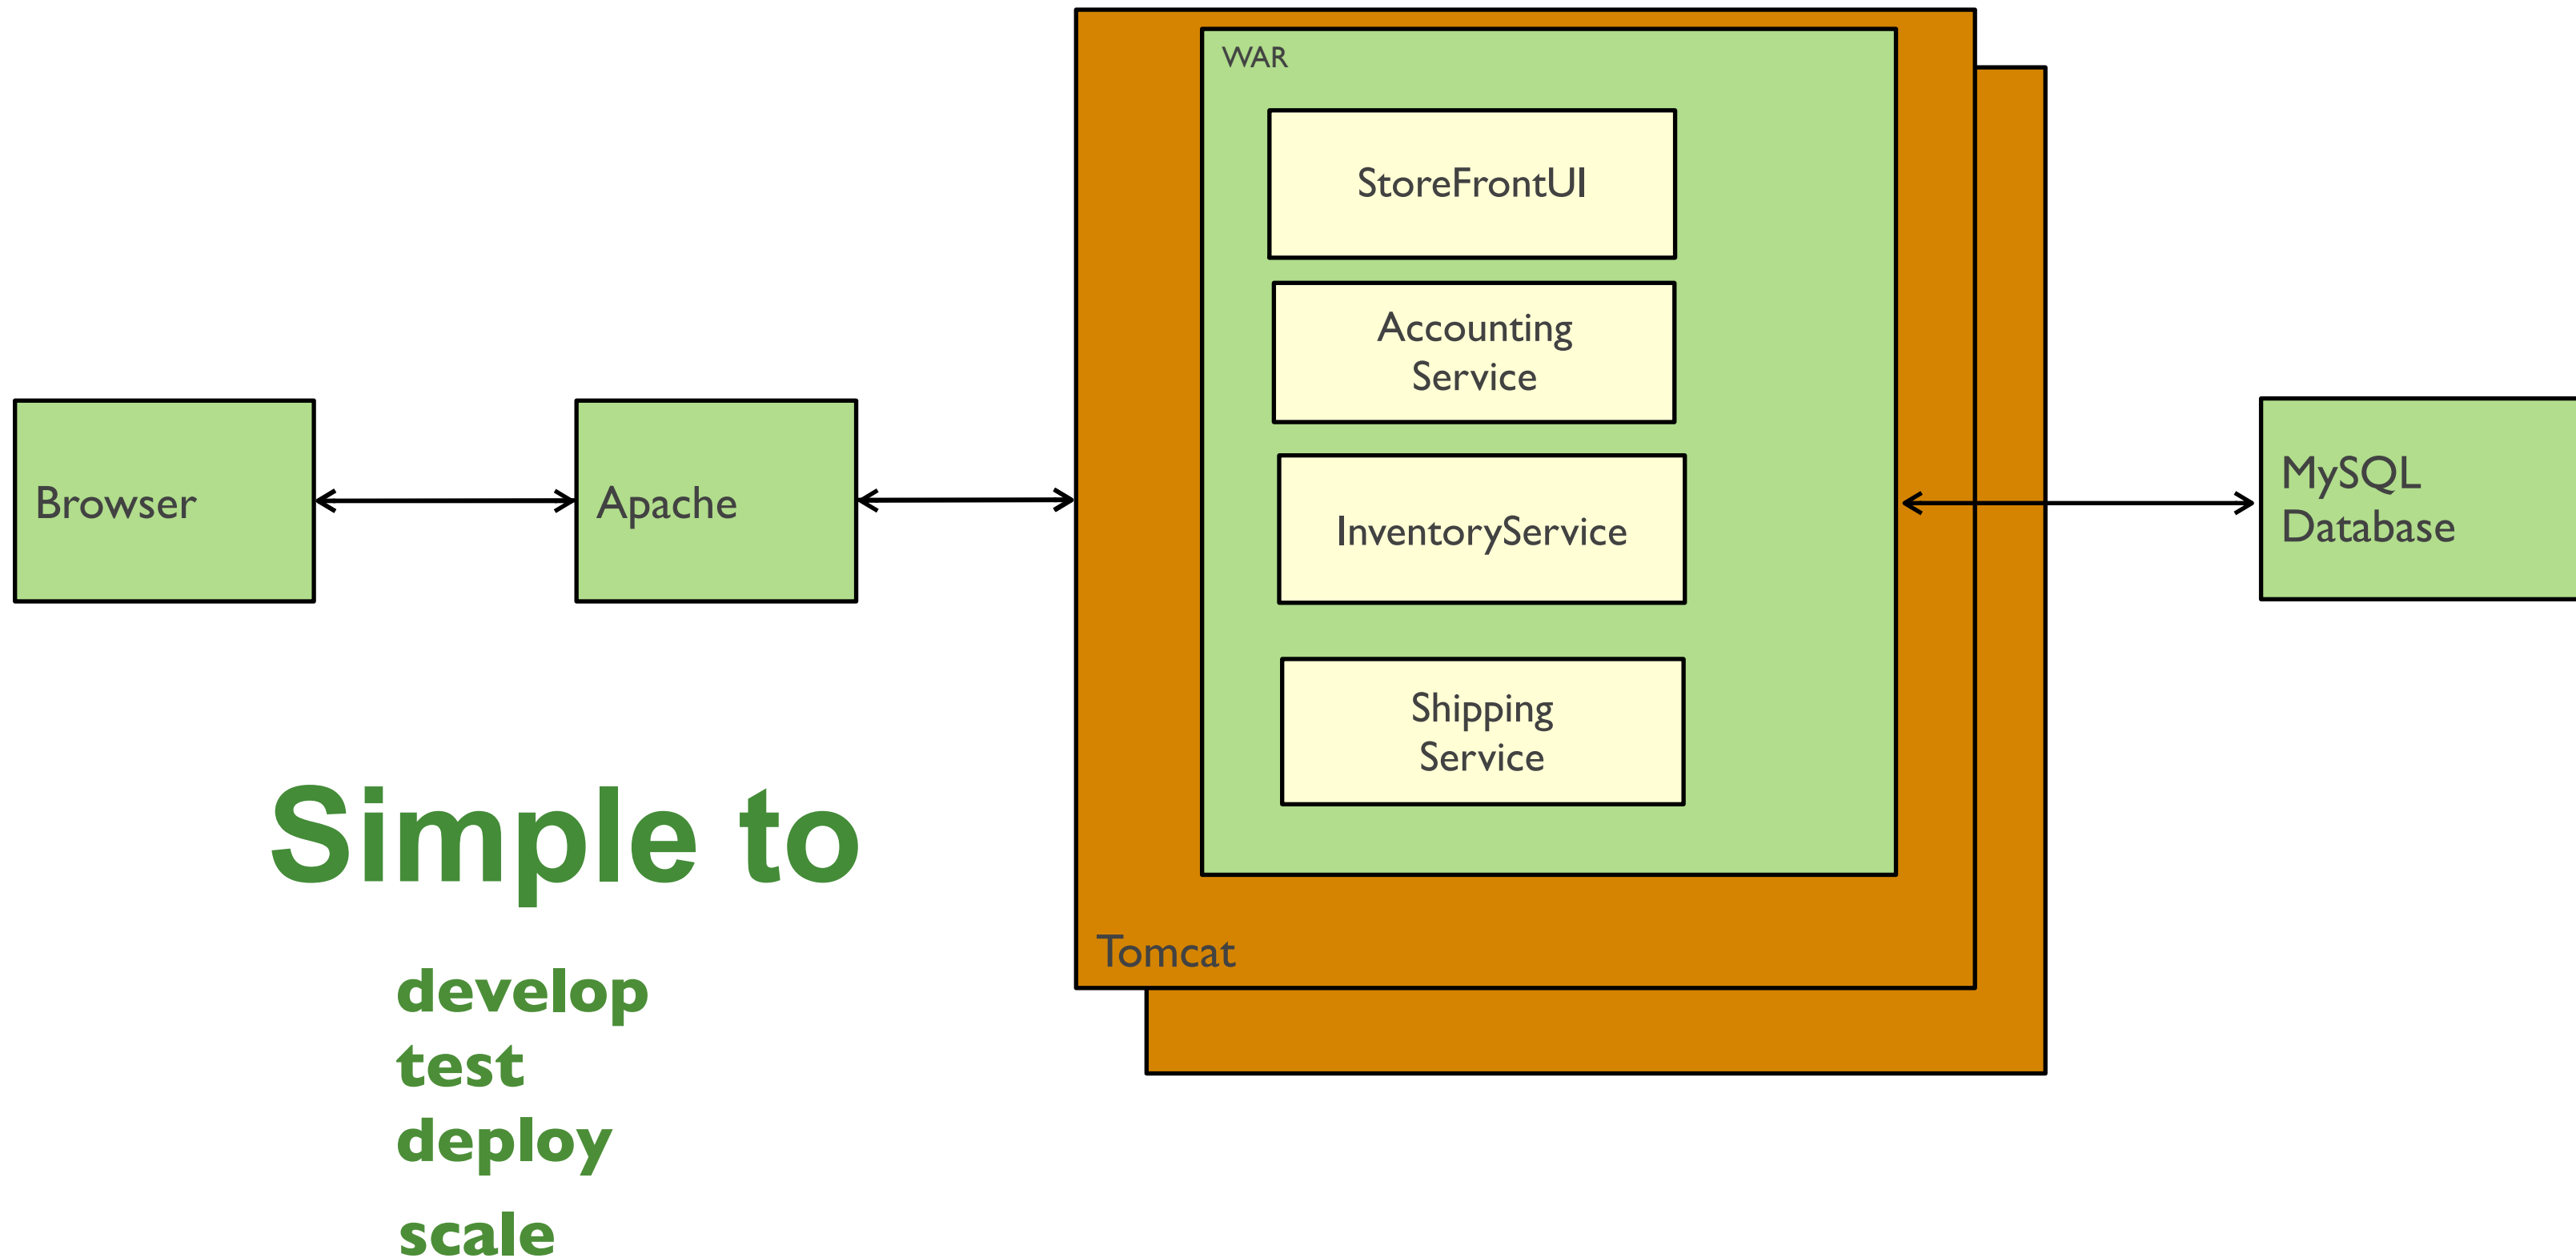 WAR
StoreFrontUI
Accounting
Service
Browser
Apache
InventoryService
MySQL
Database
Shipping
Service
Tomcat
Simple to
develop
test
deploy
scale